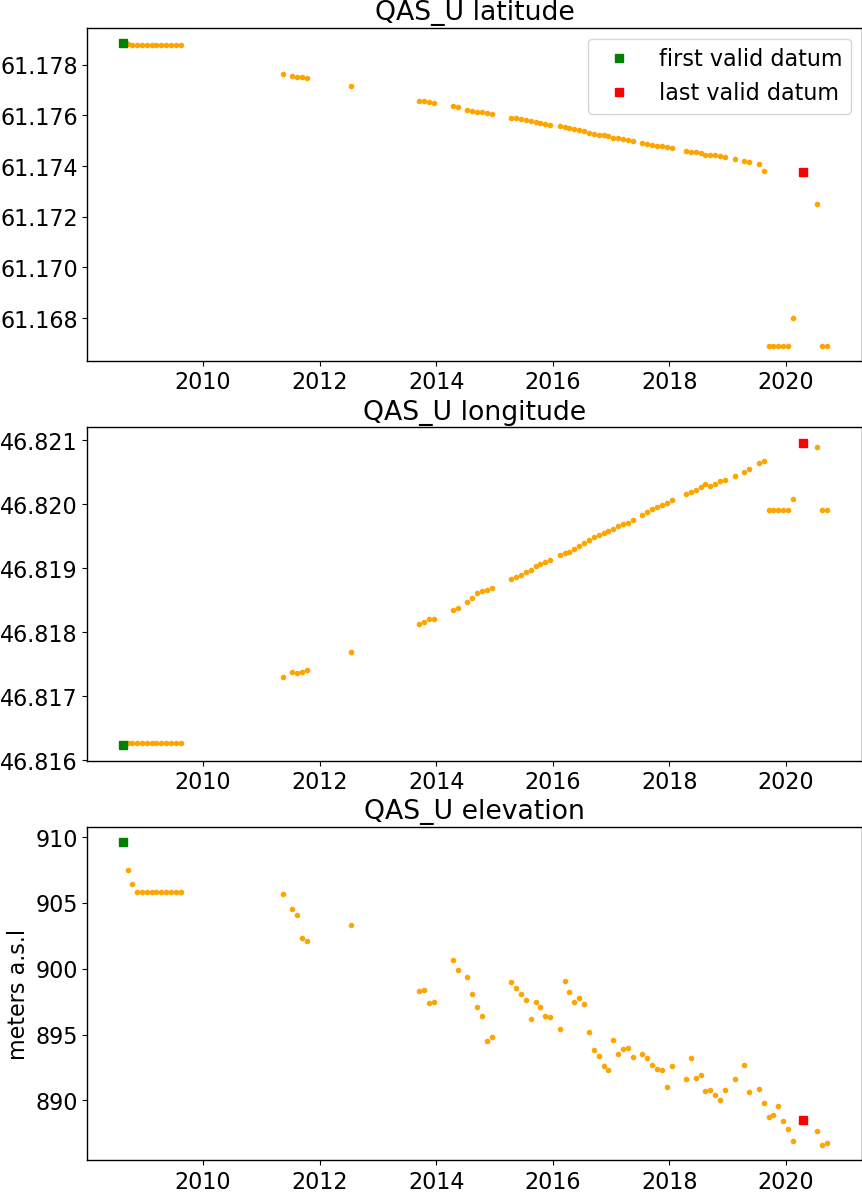 QAS_U latitude
first valid datum
last valid datum
61.178
61.176
61.174
61.172
61.170
61.168
2010 2012 2014 2016 2018 2020
QAS_U longitude
46.821
46.820
46.819
46.818
46.817
46.816
2010 2012 2014 2016 2018 2020
QAS_U elevation
meters a.s.l
910
905
900
895
890
2010 2012 2014 2016 2018 2020